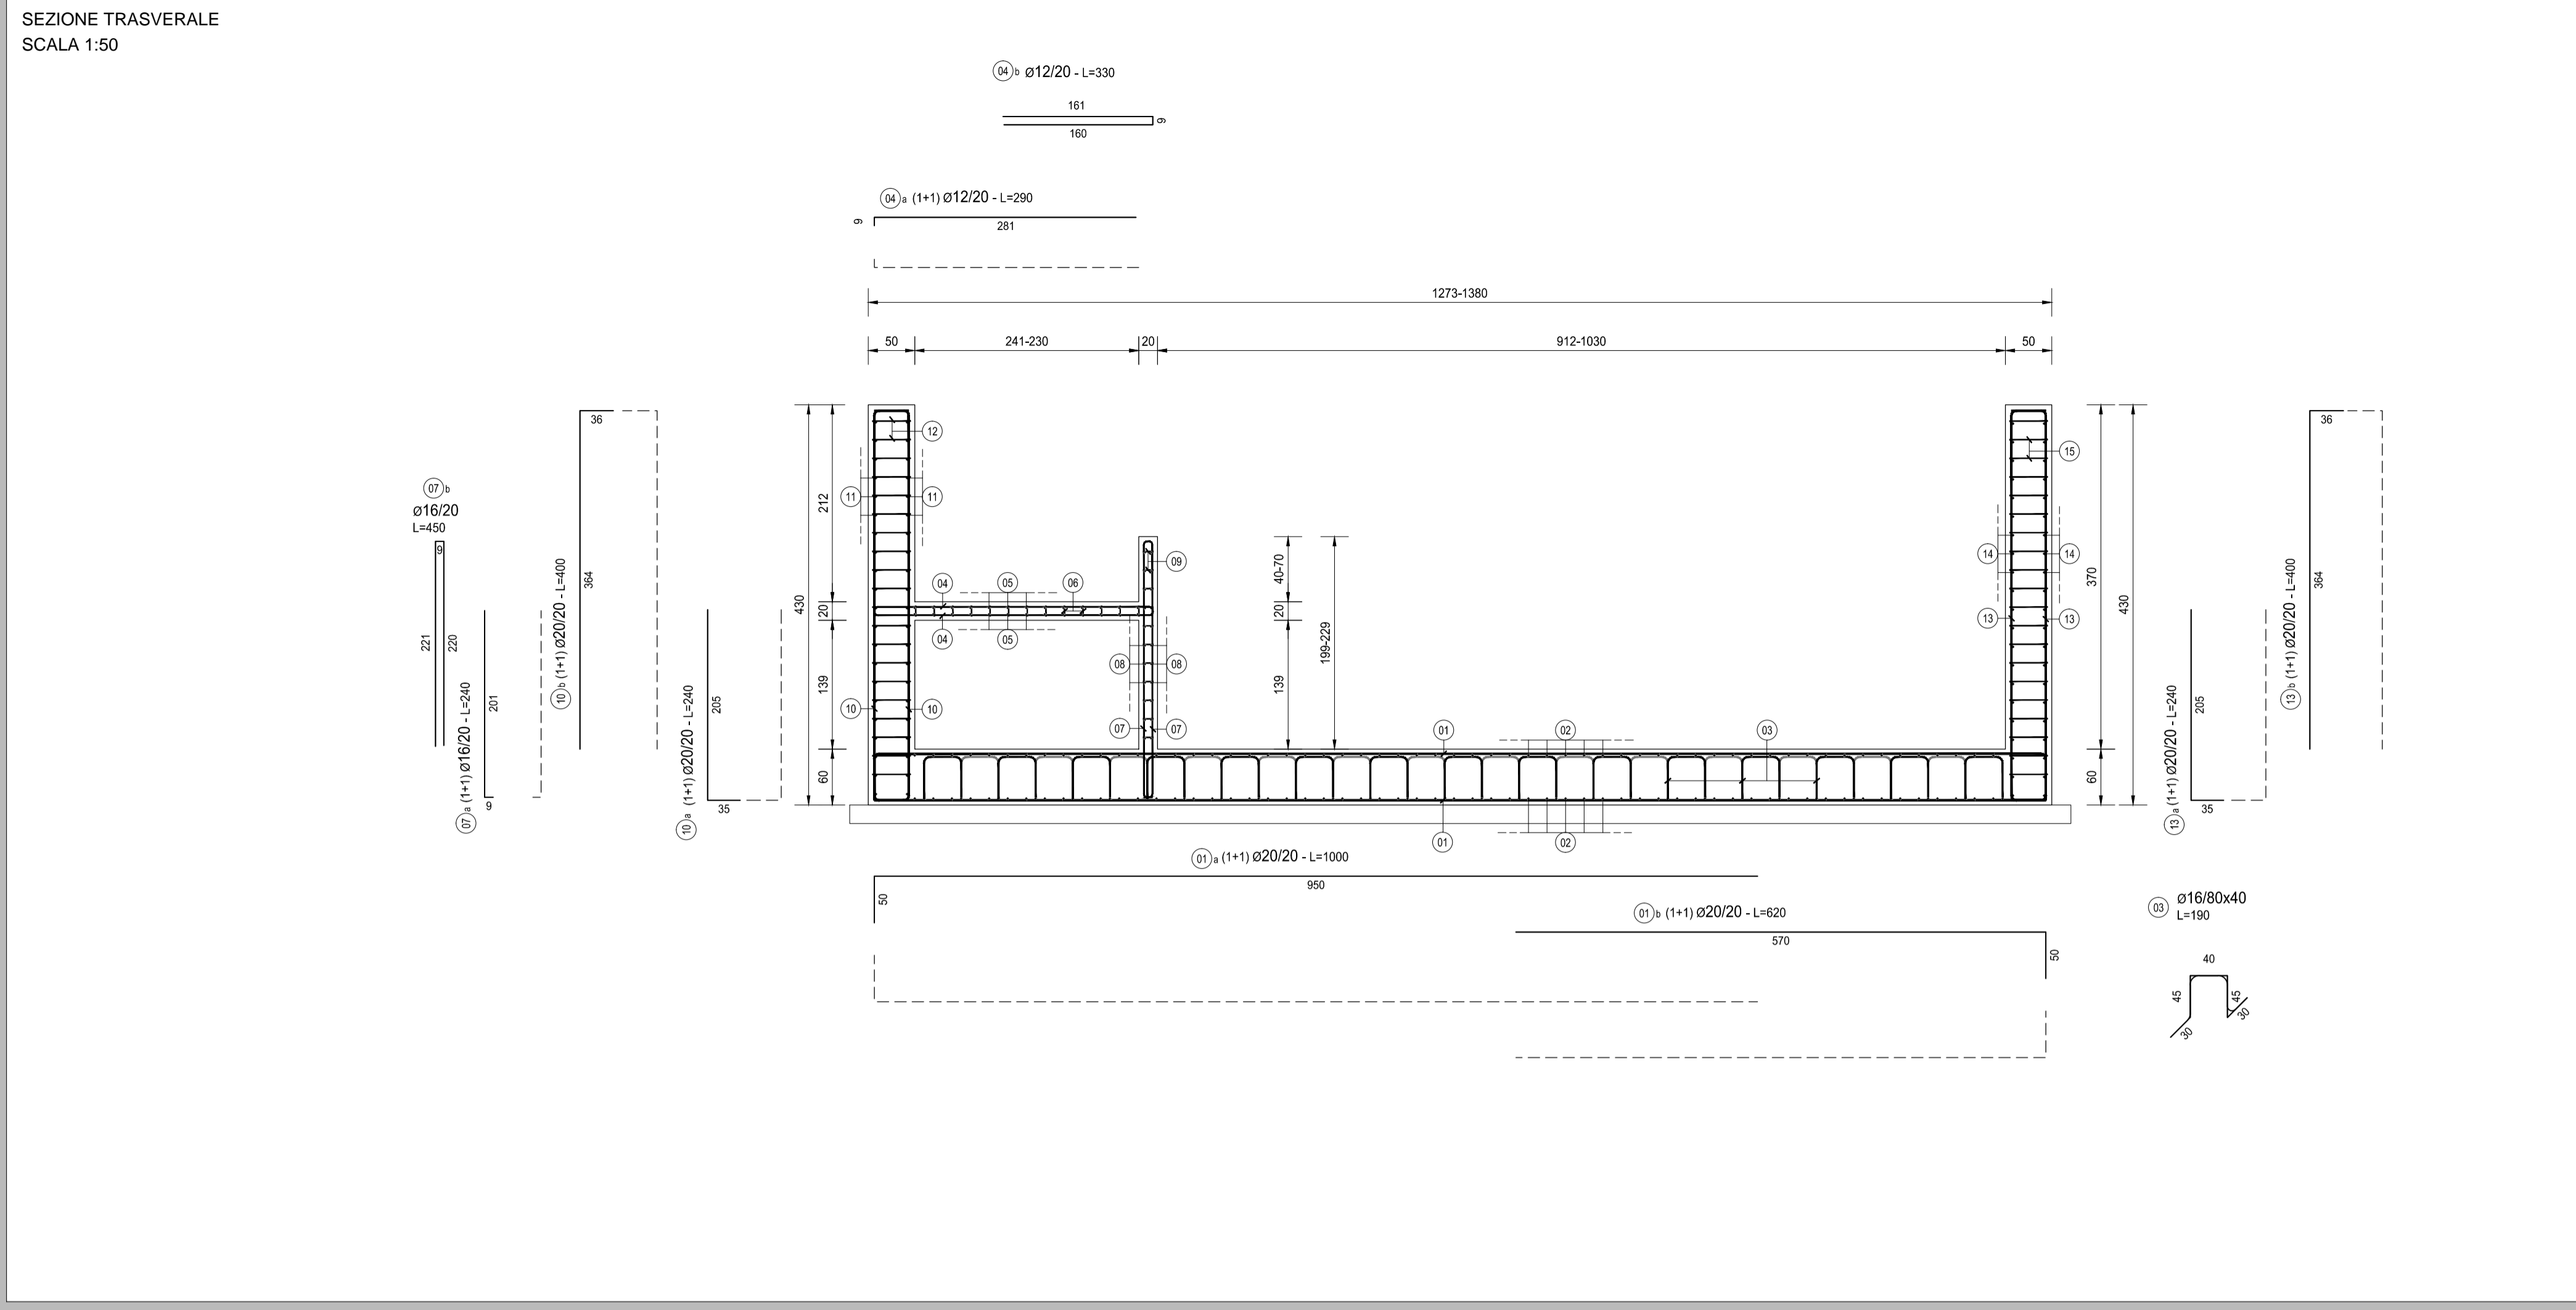 SEZIONE TRASVERALE
SCALA 1:50
04 b Ø12/20 - L=330
161
9
160
04 a (1+1) Ø12/20 - L=290
9
281
1273-1380
50 241-230 20 912-1030 50
36
364
10 b (1+1) Ø20/20 - L=400
07 b
Ø16/20
L=450
9
221
220
07 a (1+1) Ø16/20 - L=240
201
9
10 a (1+1) Ø20/20 - L=240
205
35
430
212
20
139
60
12
11 11
10 10
04 05 06
04 05
09
08 08
07 07
40-70
20
139
199-229
01 02 03
01 02
15
14 14
13 13
370
60
430
13 a (1+1) Ø20/20 - L=240
205
35
13 b (1+1) Ø20/20 - L=400
36
364
01 a (1+1) Ø20/20 - L=1000
950
50
01 b (1+1) Ø20/20 - L=620
570
50
03 Ø16/80x40
L=190
40
45 45
30 30